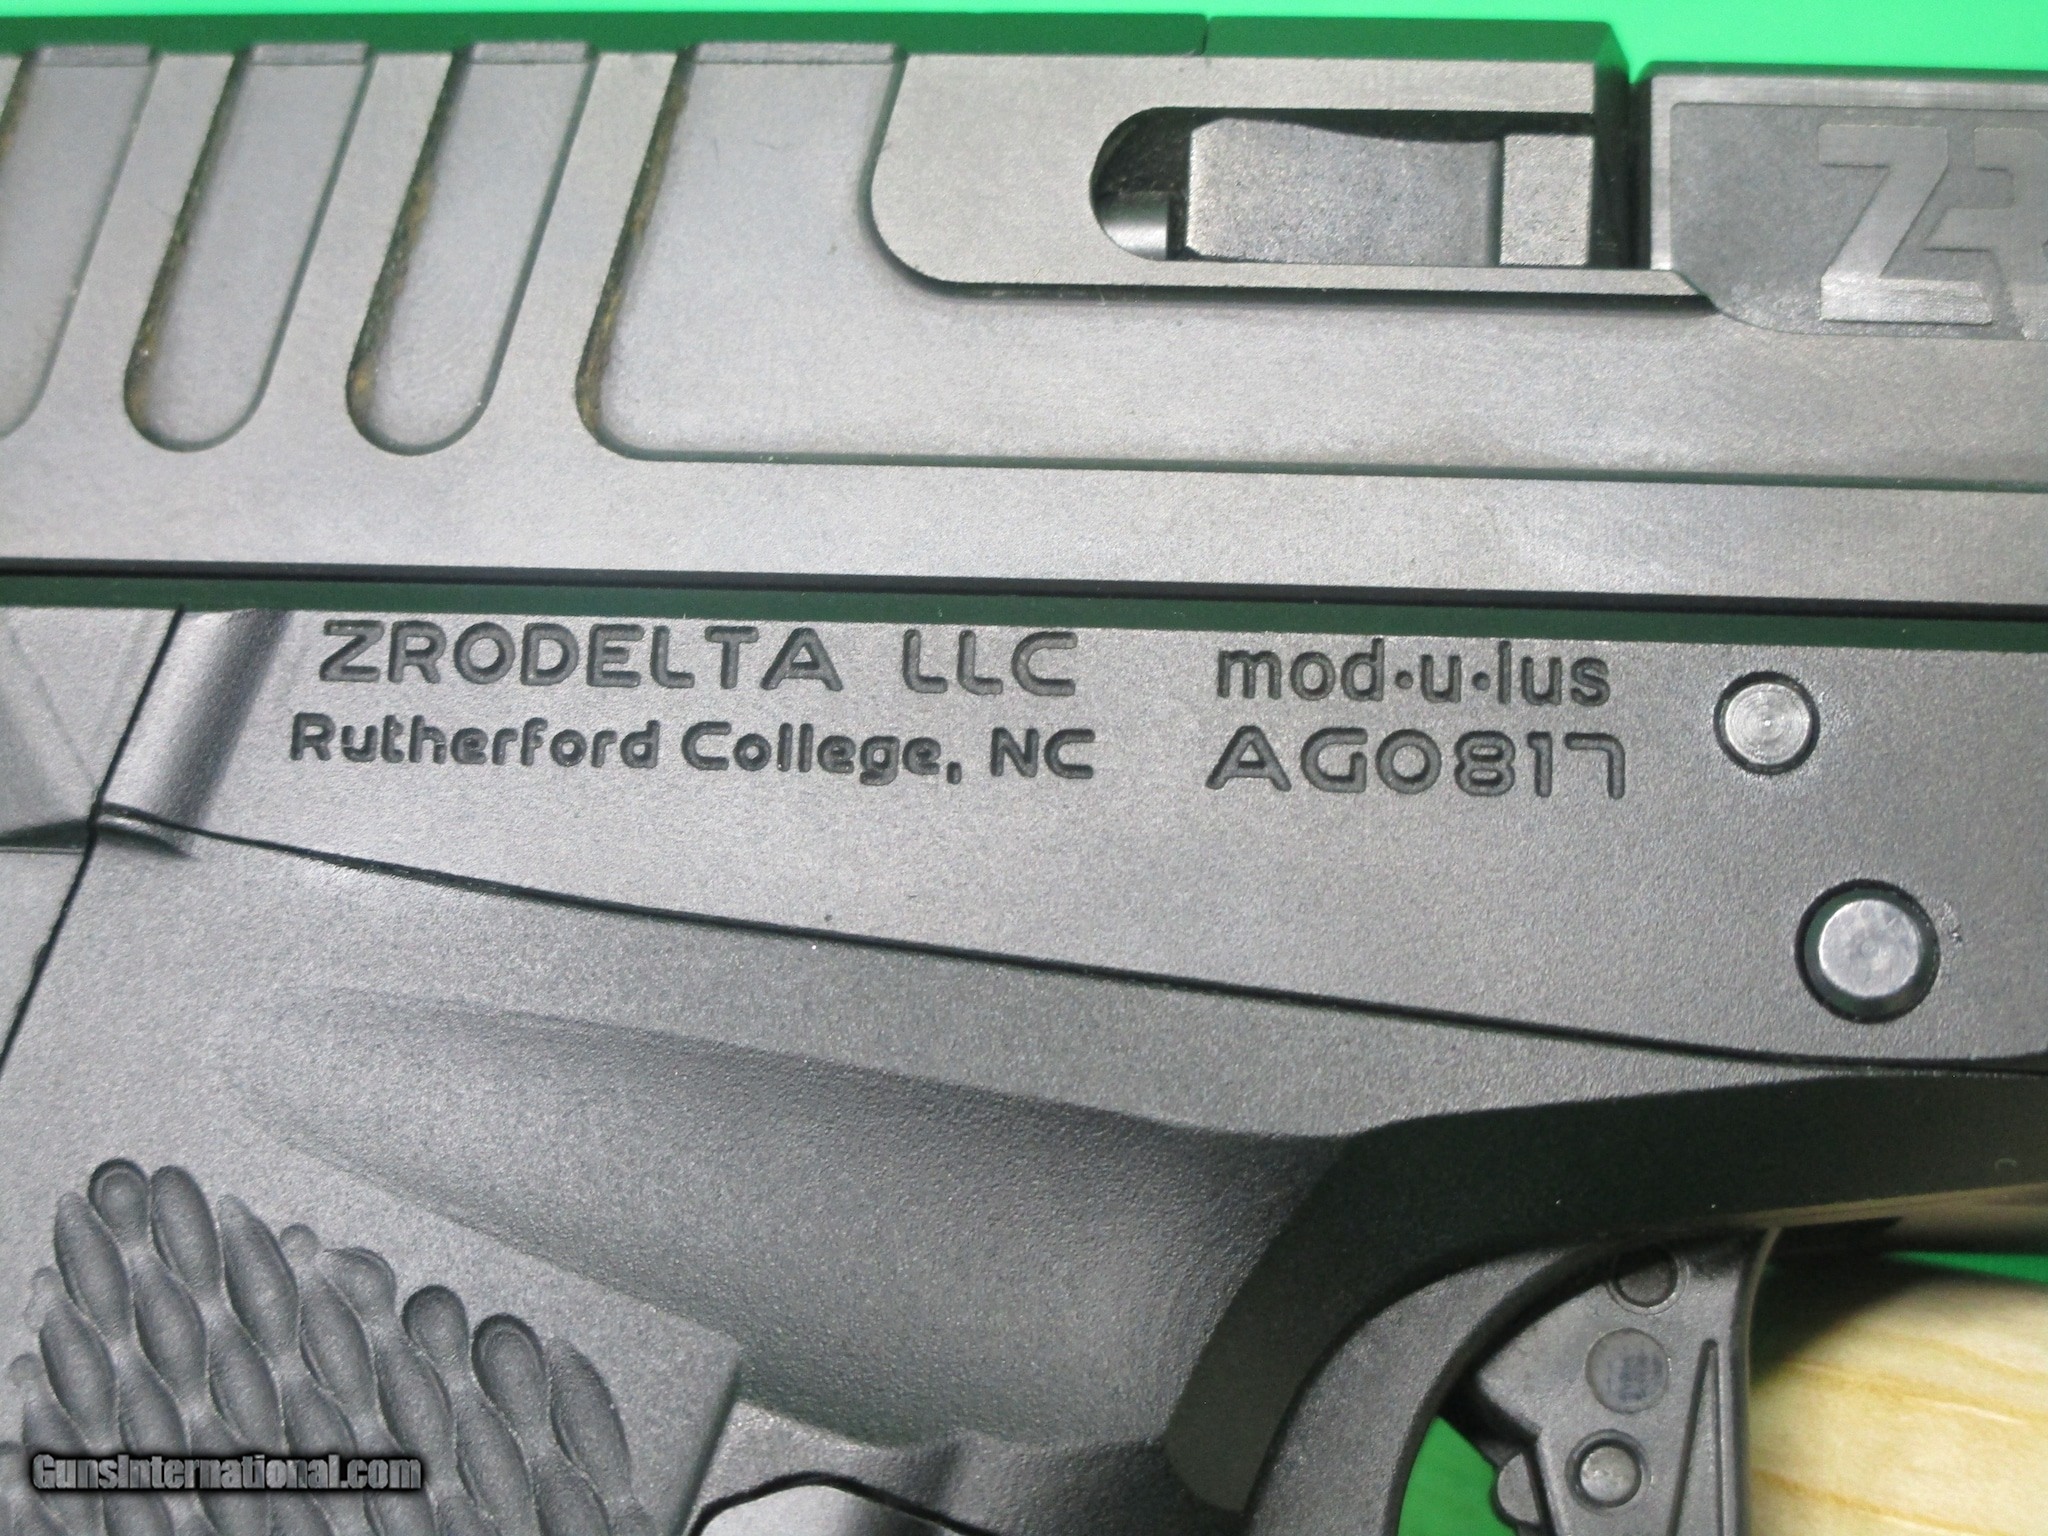 ZRODELTA LLC mod·u·lus
Rutherford College, NC AG0817
GunsInternational.com